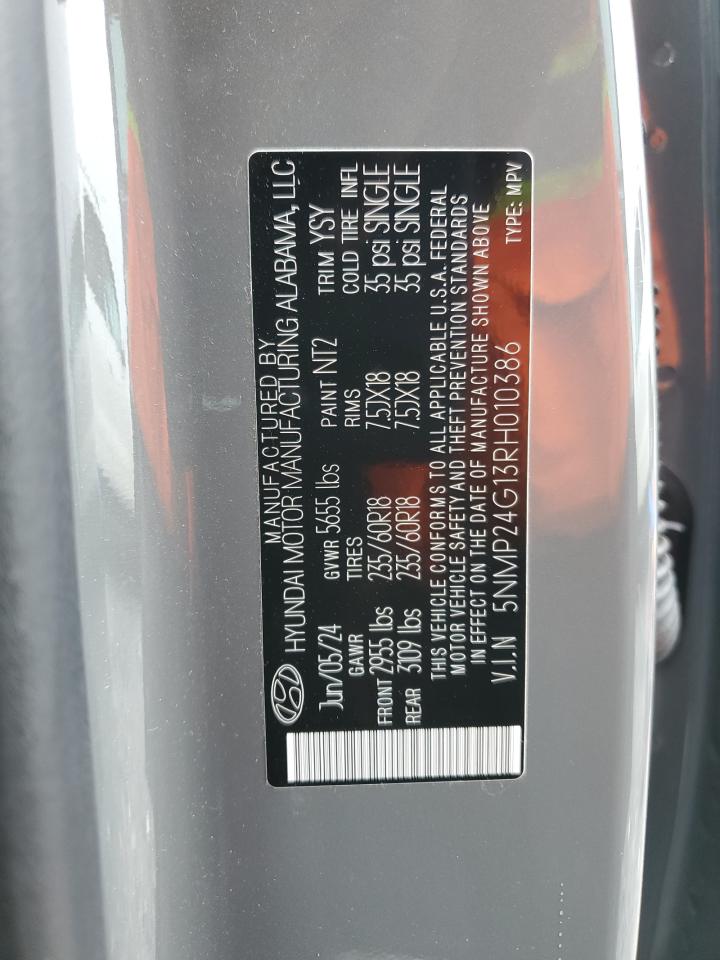 MANUFACTURED BY
HYUNDAI MOTOR MANUFACTURING ALABAMA, LLC
Jun/05/24 GVWR 5655 lbs PAINT NT2 TRIM YSY
GAWR TIRES RIMS COLD TIRE INFL
FRONT 2955 lbs 235/60R18 7.5JX18 35 psi SINGLE
REAR 3109 lbs 235/60R18 7.5JX18 35 psi SINGLE
THIS VEHICLE CONFORMS TO ALL APPLICABLE U.S.A. FEDERAL
MOTOR VEHICLE SAFETY AND THEFT PREVENTION STANDARDS
IN EFFECT ON THE DATE OF MANUFACTURE SHOWN ABOVE
V.I.N 5NMP24G13RH010386 TYPE: MPV